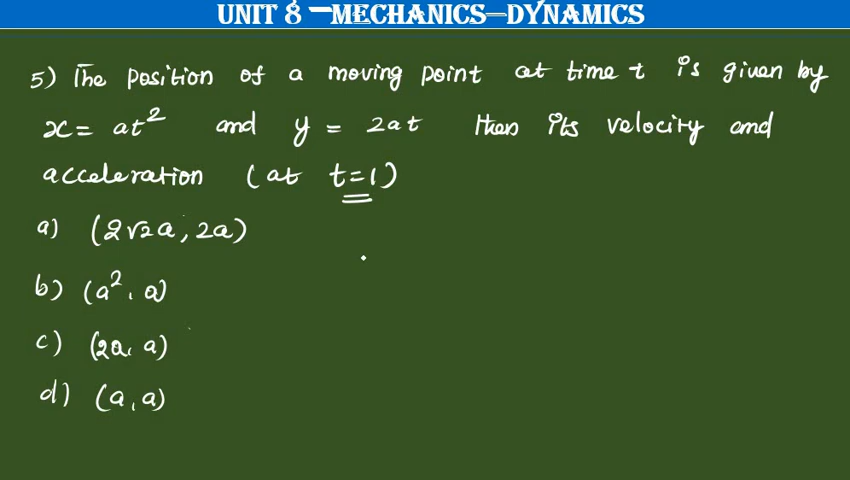 UNIT 8 – MECHANICS–DYNAMICS
5) The position of a moving point at time t is given by
x = at² and y = 2at then its velocity and
acceleration (at t=1)
a) (2√2a, 2a)
b) (a², a)
c) (2a, a)
d) (a, a)